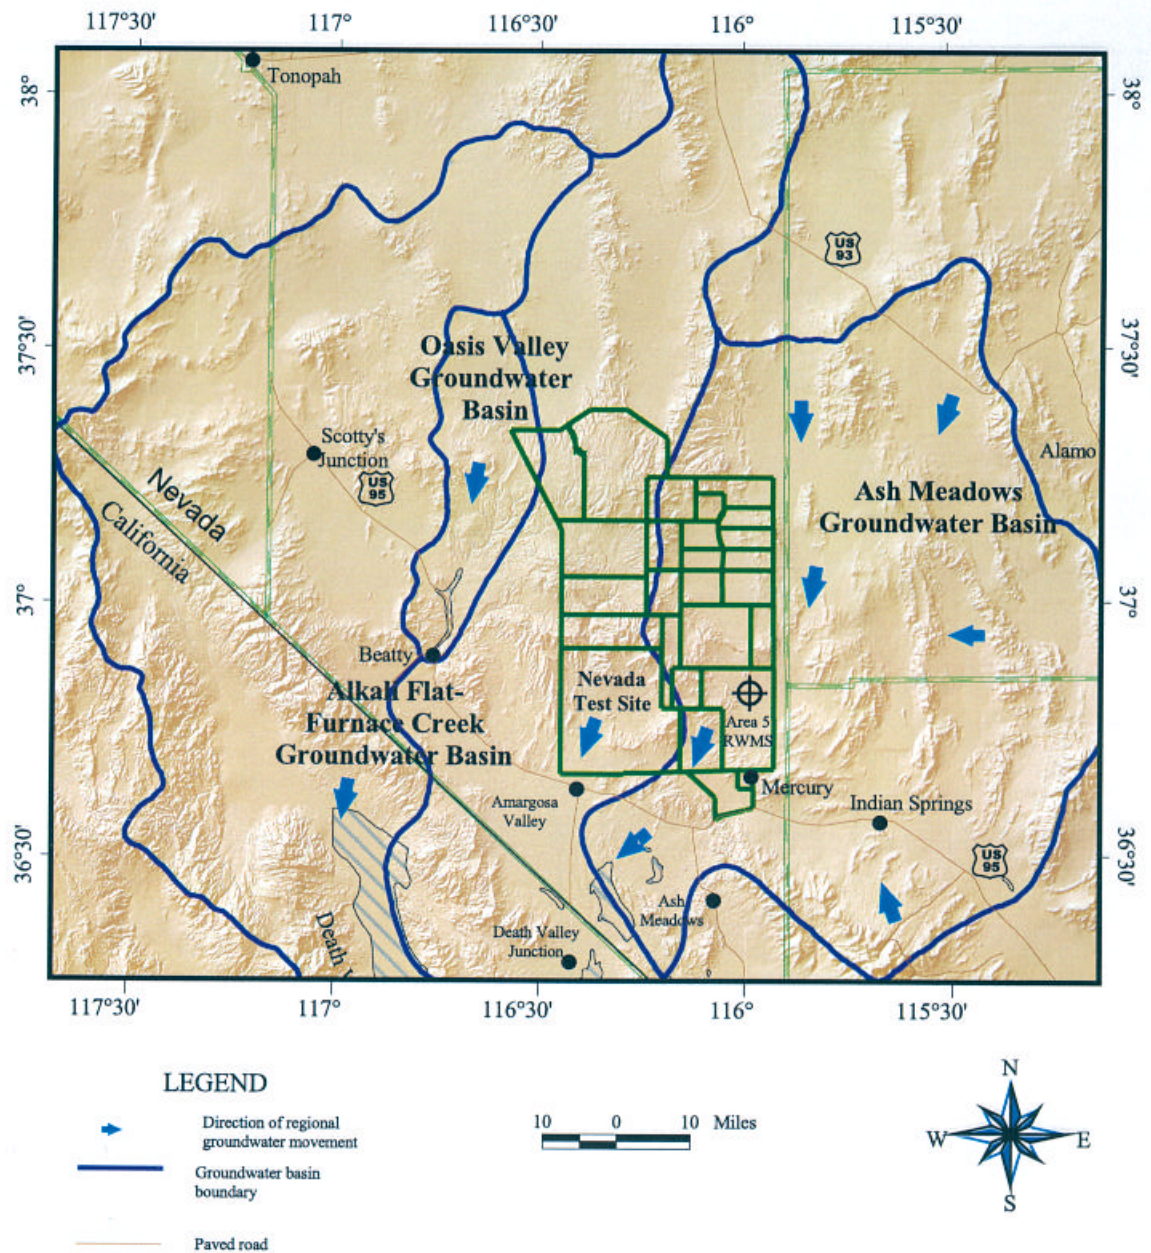 117°30'
117°
116°30'
116°
115°30'
38°
38°
Tonopah
US
93
37°30'
37°30'
Oasis Valley
Groundwater
Basin
Scotty's
Junction
US
95
Alamo
Nevada
California
Ash Meadows
Groundwater Basin
37°
37°
Beatty
Nevada
Test Site
Alkali Flat-
Furnace Creek
Groundwater Basin
Area 5
RWMS
Mercury
Amargosa
Valley
Indian Springs
US
95
36°30'
36°30'
Ash
Meadows
Death Valley
Junction
Death V
117°30'
117°
116°30'
116°
115°30'
LEGEND
Direction of regional
groundwater movement
Groundwater basin
boundary
Paved road
10 0 10 Miles
N
W E
S